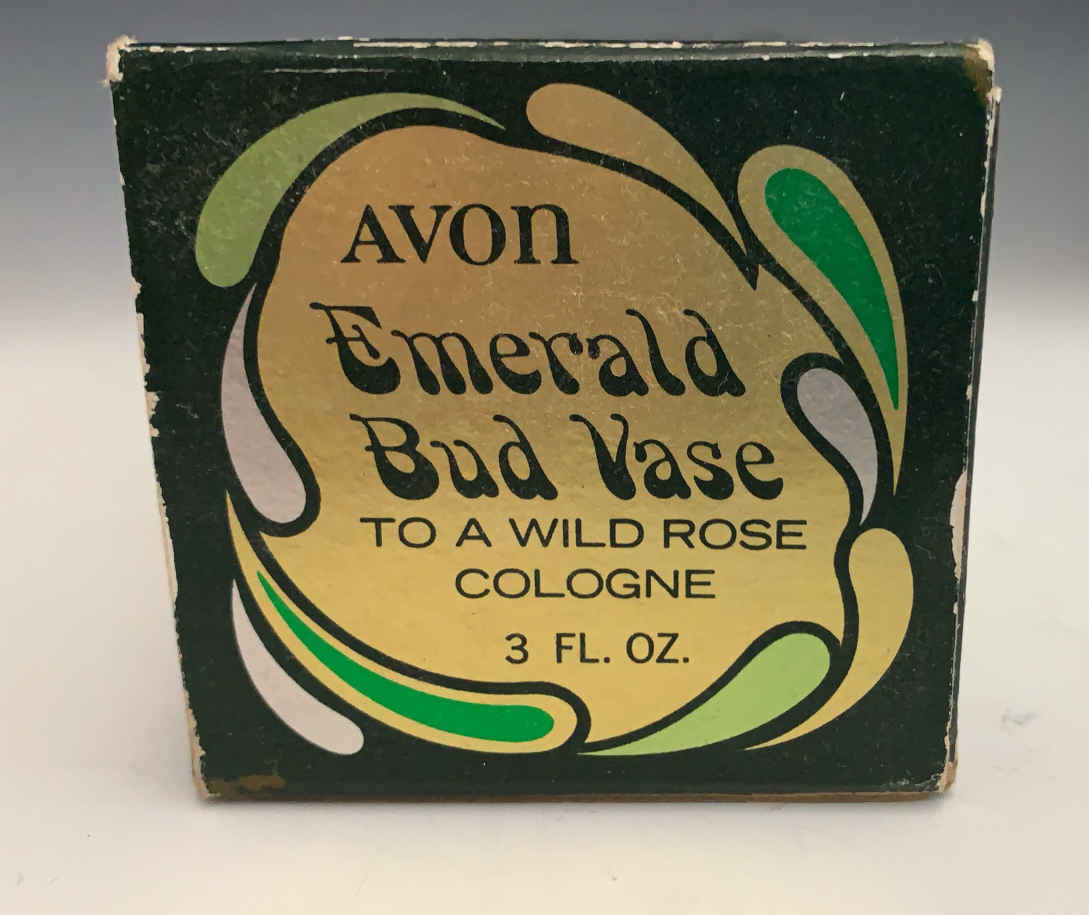 AVON
Emerald
Bud Vase
TO A WILD ROSE
COLOGNE
3 FL. OZ.